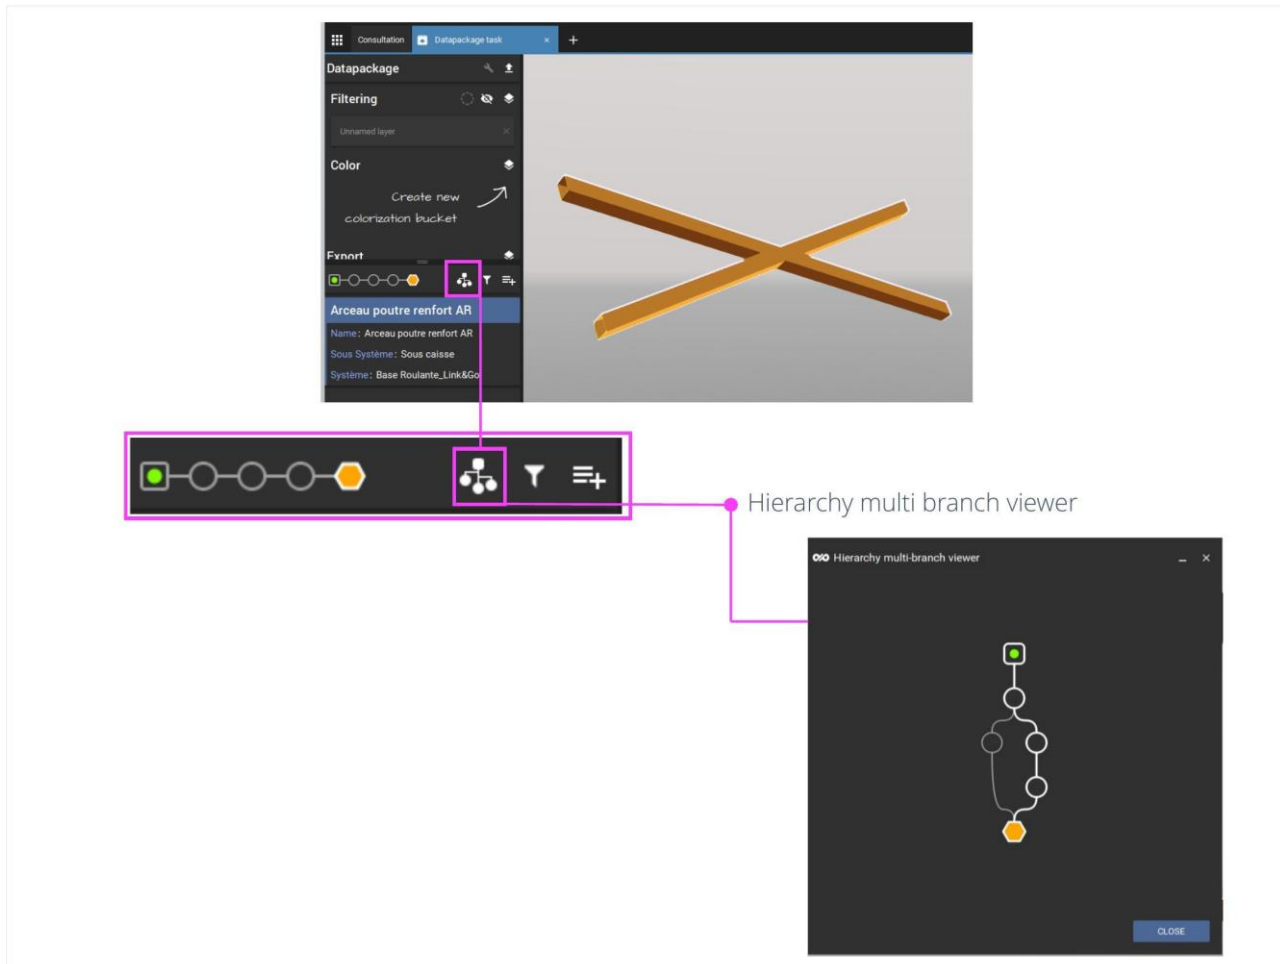 Consultation
Datapackage task
Datapackage
Filtering
Unnamed layer
Color
Create new
colorization bucket
Export
Arceau poutre renfort AR
Name: Arceau poutre renfort AR
Sous Système: Sous caisse
Système: Base Roulante_Link&Go
Hierarchy multi branch viewer
Hierarchy multi-branch viewer
CLOSE